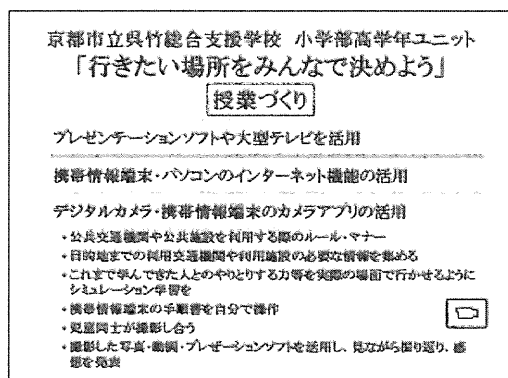 京都市立呉竹総合支援学校 小学部高学年ユニット
「行きたい場所をみんなで決めよう」
授業づくり
プレゼンテーションソフトや大型テレビを活用
携帯情報端末・パソコンのインターネット機能の活用
デジタルカメラ・携帯情報端末のカメラアプリの活用
・公共交通機関や公共施設を利用する際のルール・マナー
・目的地までの利用交通機関や利用施設の必要な情報を集める
・これまで学んできた人とのやりとりする力等を実際の場面で行かせるように
シミュレーション学習を
・携帯情報端末の手順書を自分で操作
・児童同士が撮影し合う
・撮影した写真・動画・プレゼーションソフトを活用し、見ながら振り返り、感
想を発表